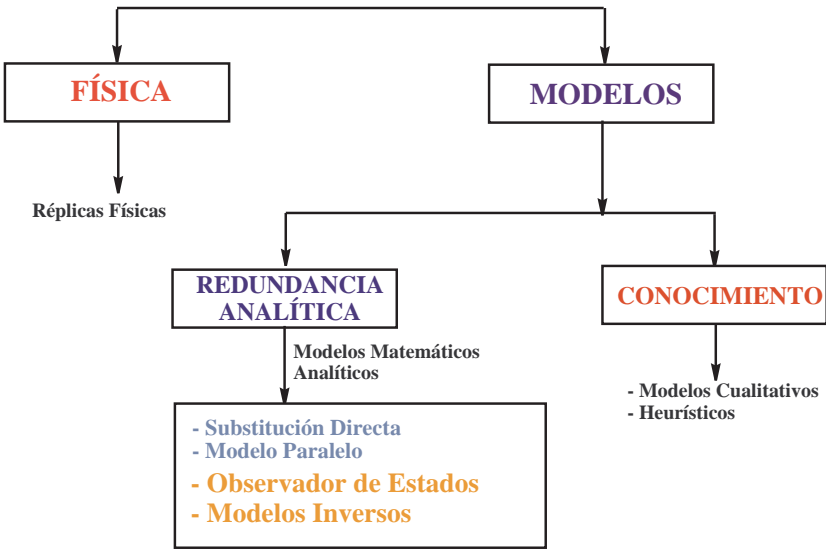 FÍSICA
MODELOS
Réplicas Físicas
REDUNDANCIA
ANALÍTICA
CONOCIMIENTO
Modelos Matemáticos
Analíticos
- Modelos Cualitativos
- Heurísticos
- Substitución Directa
- Modelo Paralelo
- Observador de Estados
- Modelos Inversos